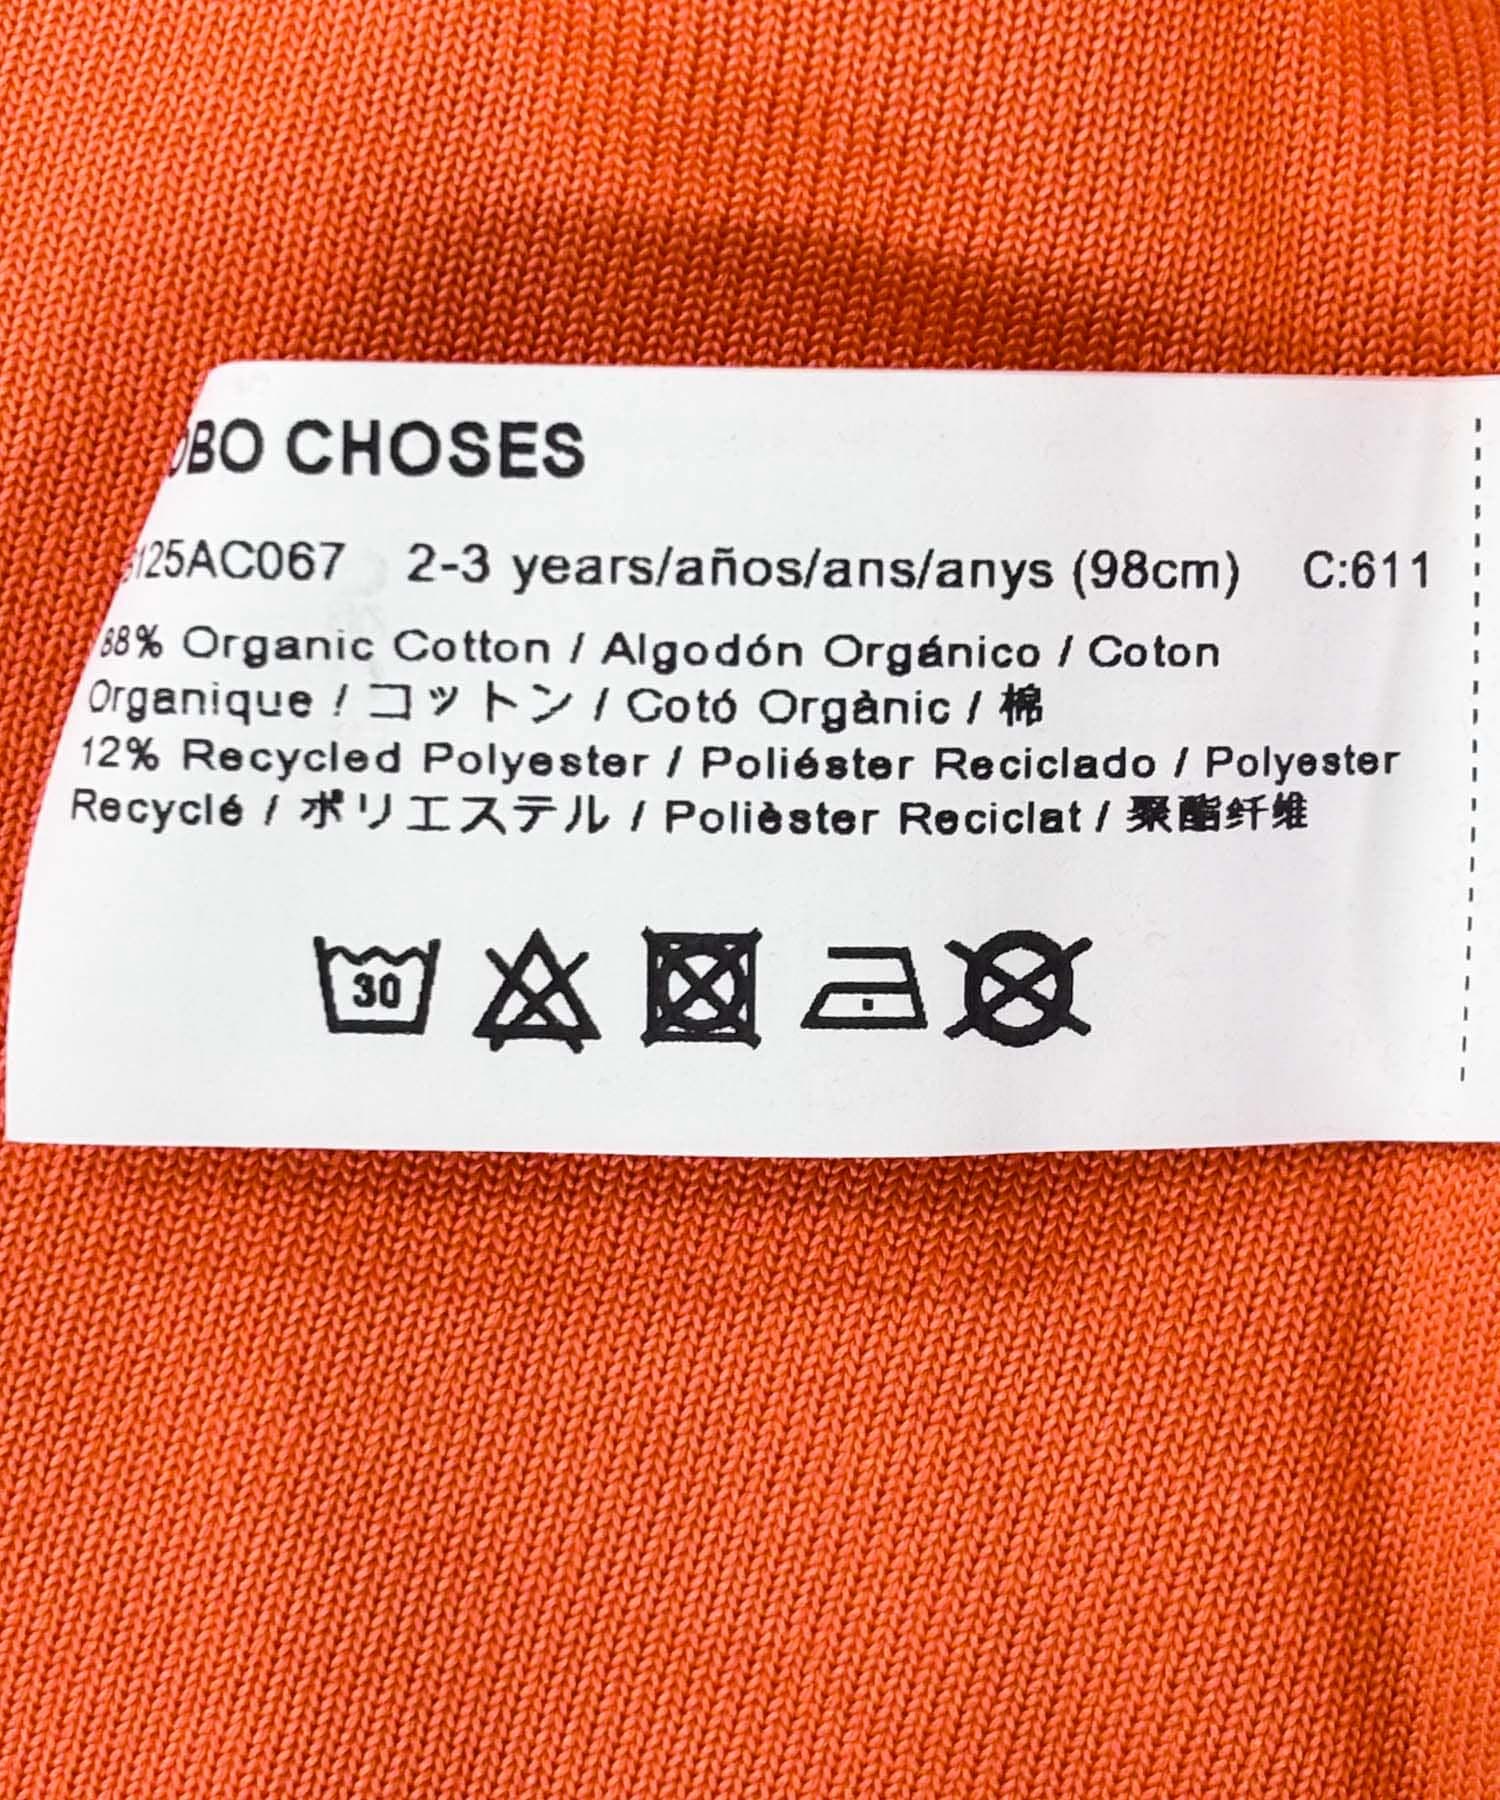 OBO CHOSES
125AC067 2-3 years/años/ans/anys (98cm) C:611
88% Organic Cotton / Algodón Orgánico / Coton
Organique / コットン / Cotó Orgànic / 棉
12% Recycled Polyester / Poliéster Reciclado / Polyester
Recyclé / ポリエステル / Polièster Reciclat / 聚酯纤维
30